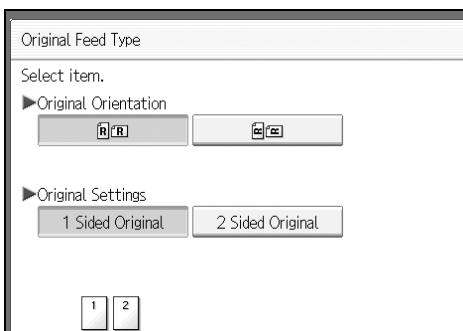 Original Feed Type
Select item.
▶Original Orientation
R R R R
▶Original Settings
1 Sided Original 2 Sided Original
1 2